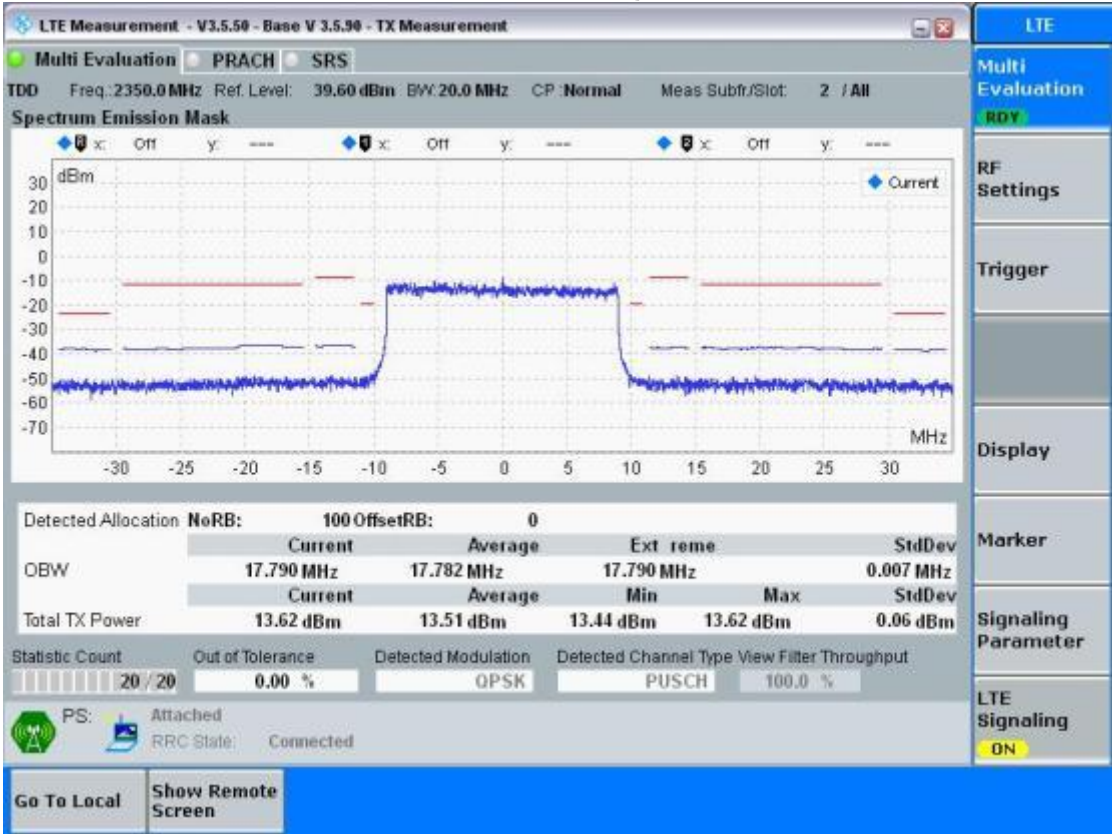 LTE Measurement - V3.5.50 - Base V 3.5.90 - TX Measurement
LTE
Multi Evaluation PRACH SRS
TDD Freq.:2350.0 MHz Ref. Level: 39.60 dBm BW:20.0 MHz CP :Normal Meas Subfr./Slot: 2 / All
Spectrum Emission Mask
x: Off y: --- x: Off y: --- x: Off y: ---
dBm
Current
30
20
10
0
-10
-20
-30
-40
-50
-60
-70
MHz
-30 -25 -20 -15 -10 -5 0 5 10 15 20 25 30
Detected Allocation NoRB: 100 OffsetRB: 0
Current Average Ext reme StdDev
OBW 17.790 MHz 17.782 MHz 17.790 MHz 0.007 MHz
Current Average Min Max StdDev
Total TX Power 13.62 dBm 13.51 dBm 13.44 dBm 13.62 dBm 0.06 dBm
Statistic Count Out of Tolerance Detected Modulation Detected Channel Type View Filter Throughput
20 / 20 0.00 % QPSK PUSCH 100.0 %
PS: Attached
RRC State: Connected
Multi
Evaluation
RDY
RF
Settings
Trigger
Display
Marker
Signaling
Parameter
LTE
Signaling
ON
Go To Local
Show Remote
Screen